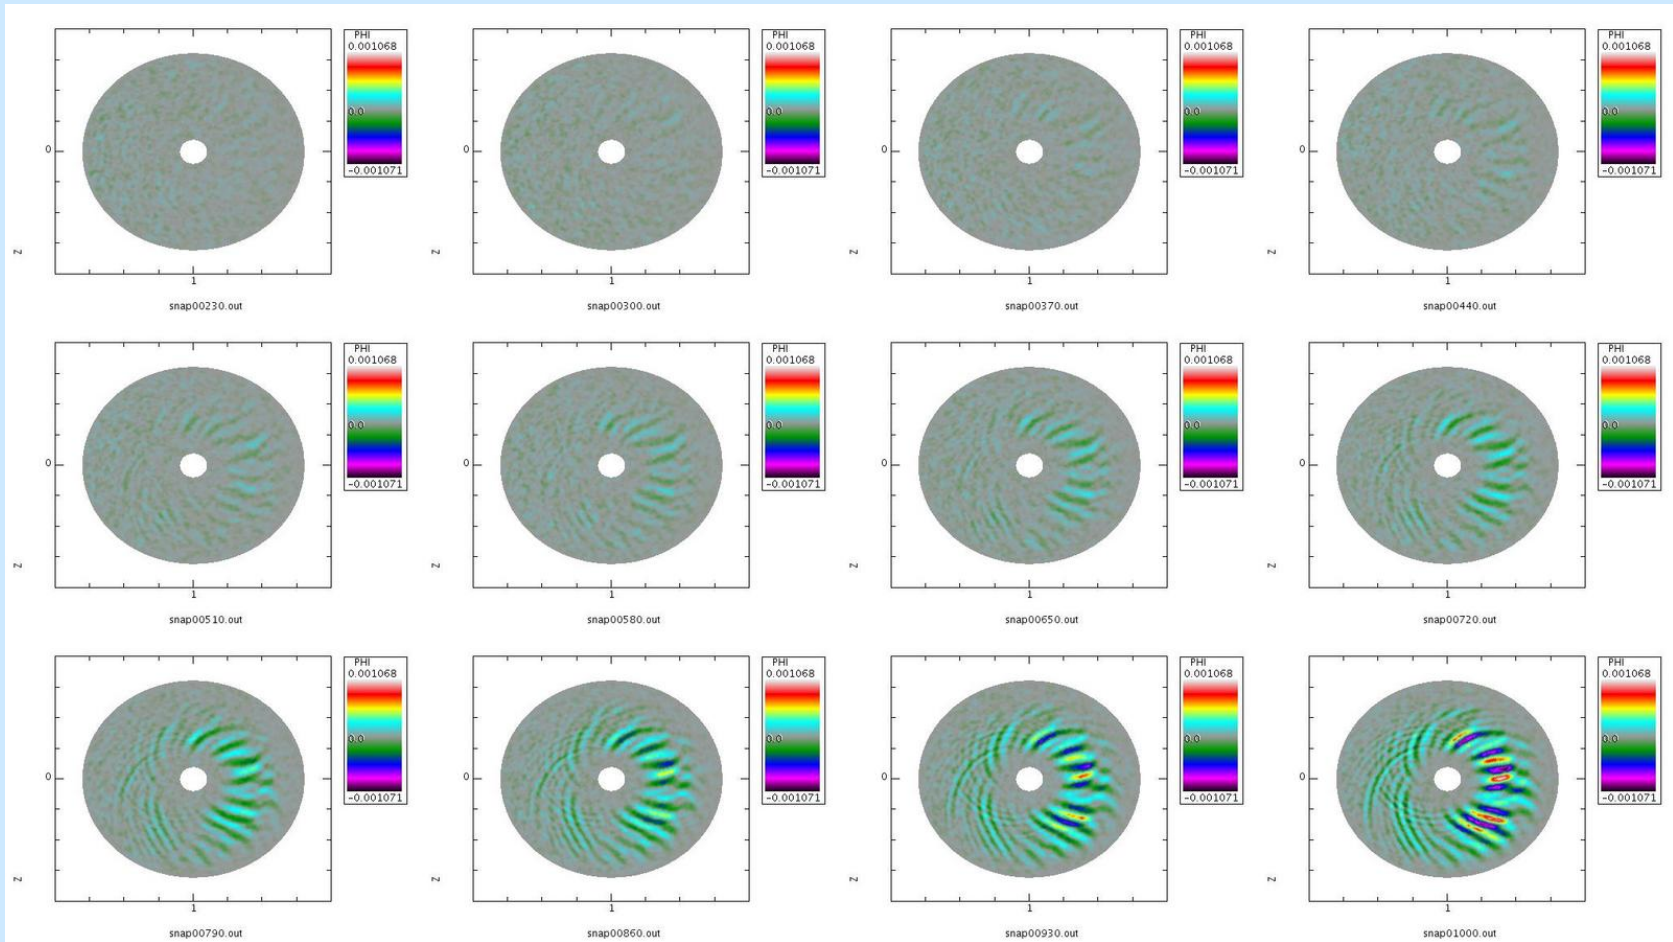 PHI
0.001068
0.0
-0.001071
0
Z
1
snap00230.out
PHI
0.001068
0.0
-0.001071
0
Z
1
snap00300.out
PHI
0.001068
0.0
-0.001071
0
Z
1
snap00370.out
PHI
0.001068
0.0
-0.001071
0
Z
1
snap00440.out
PHI
0.001068
0.0
-0.001071
0
Z
1
snap00510.out
PHI
0.001068
0.0
-0.001071
0
Z
1
snap00580.out
PHI
0.001068
0.0
-0.001071
0
Z
1
snap00650.out
PHI
0.001068
0.0
-0.001071
0
Z
1
snap00720.out
PHI
0.001068
0.0
-0.001071
0
Z
1
snap00790.out
PHI
0.001068
0.0
-0.001071
0
Z
1
snap00860.out
PHI
0.001068
0.0
-0.001071
0
Z
1
snap00930.out
PHI
0.001068
0.0
-0.001071
0
Z
1
snap01000.out